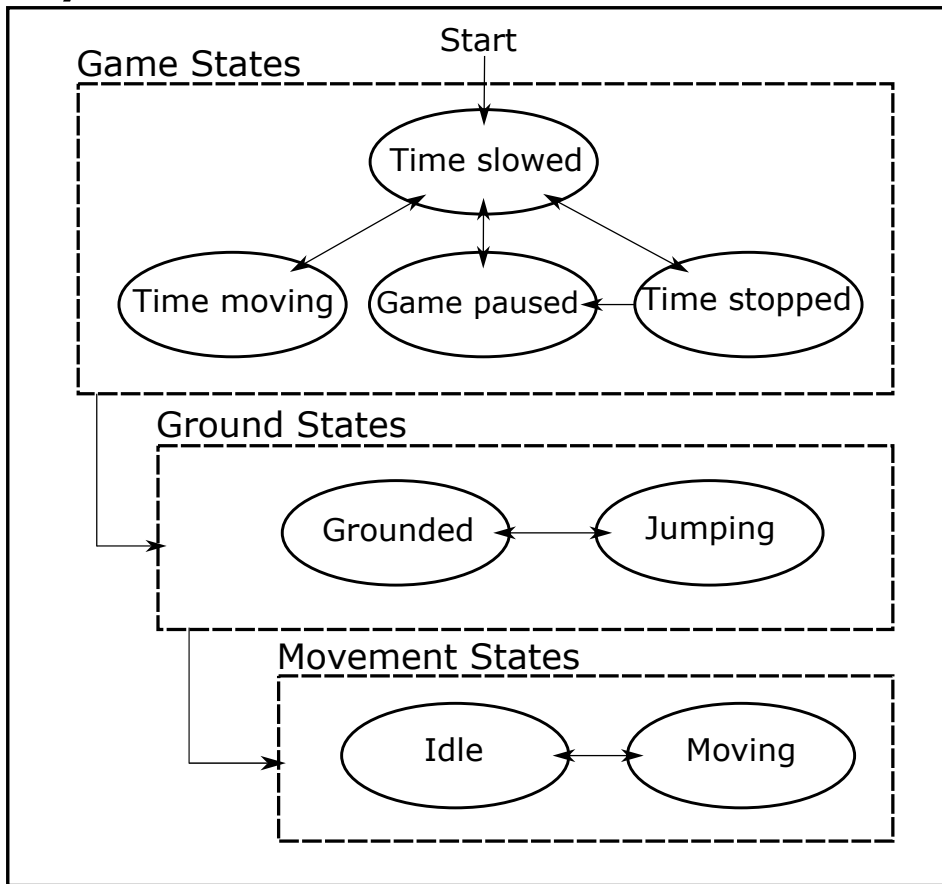 Start
Game States
Time slowed
Time moving
Game paused
Time stopped
Ground States
Grounded
Jumping
Movement States
Idle
Moving